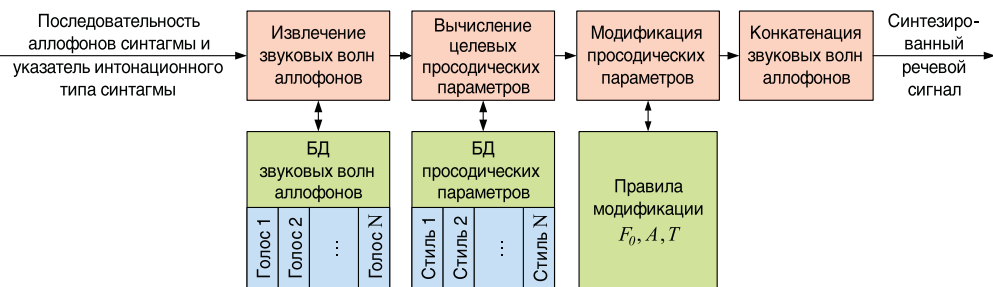 Последовательность
аллофонов синтагмы и
указатель интонационного
типа синтагмы
Извлечение
звуковых волн
аллофонов
Вычисление
целевых
просодических
параметров
Модификация
просодических
параметров
Конкатенация
звуковых волн
аллофонов
Синтезиро-
ванный
речевой
сигнал
БД
звуковых волн
аллофонов
Голос 1
Голос 2
...
Голос N
БД
просодических
параметров
Стиль 1
Стиль 2
...
Стиль N
Правила
модификации
F₀, A, T